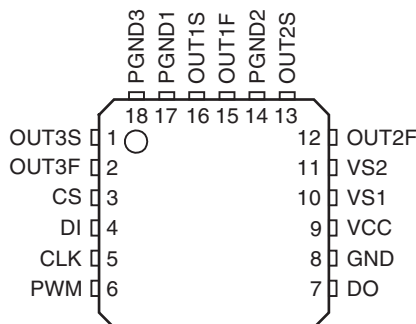 PGND3
PGND1
OUT1S
OUT1F
PGND2
OUT2S
18 17 16 15 14 13
OUT3S 1 12 OUT2F
OUT3F 2 11 VS2
CS 3 10 VS1
DI 4 9 VCC
CLK 5 8 GND
PWM 6 7 DO